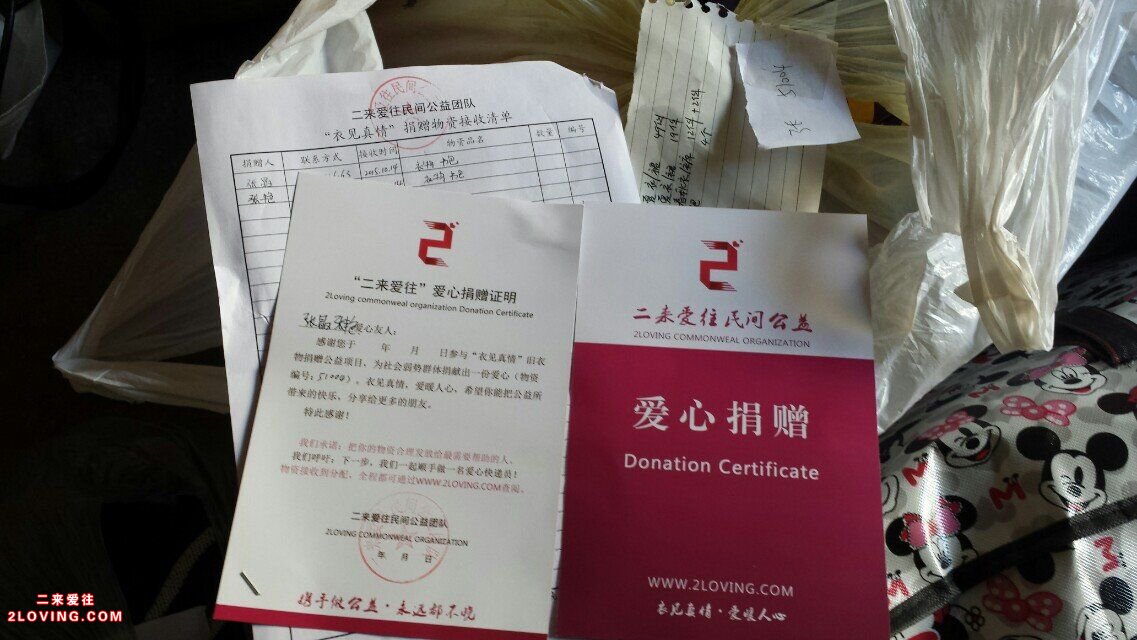 二来爱往民间公益团队
“衣见真情”捐赠物资接收清单
捐赠人 联系方式 接收时间 物资品名 数量 编号
2015.10.14
51004
二来爱往民间公益
2LOVING COMMONWEAL ORGANIZATION
爱心捐赠
Donation Certificate
WWW.2LOVING.COM
衣见真情·爱暖人心
“二来爱往”爱心捐赠证明
2Loving commonweal organization Donation Certificate
爱心友人：
感谢您于 年 月 日参与“衣见真情”旧衣
物捐赠公益项目，为社会弱势群体捐献出一份爱心（物资
编号：51004）。衣见真情，爱暖人心，希望你能把公益所
带来的快乐，分享给更多的朋友。
特此感谢！
我们承诺：把你的物资合理发放给最需要帮助的人。
我们呼吁：下一步，我们一起顺手做一名爱心快递员！
物资接收到分配，全程都可通过WWW.2LOVING.COM查阅。
二来爱往民间公益团队
2LOVING COMMONWEAL ORGANIZATION
年 月 日
携手做公益·永远都不晚
二来爱往
2LOVING.COM